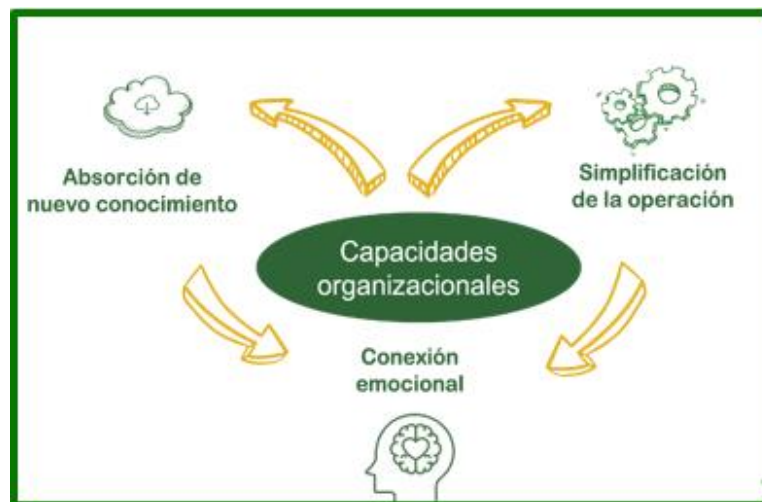 Absorción de
nuevo conocimiento
Simplificación
de la operación
Capacidades
organizacionales
Conexión
emocional